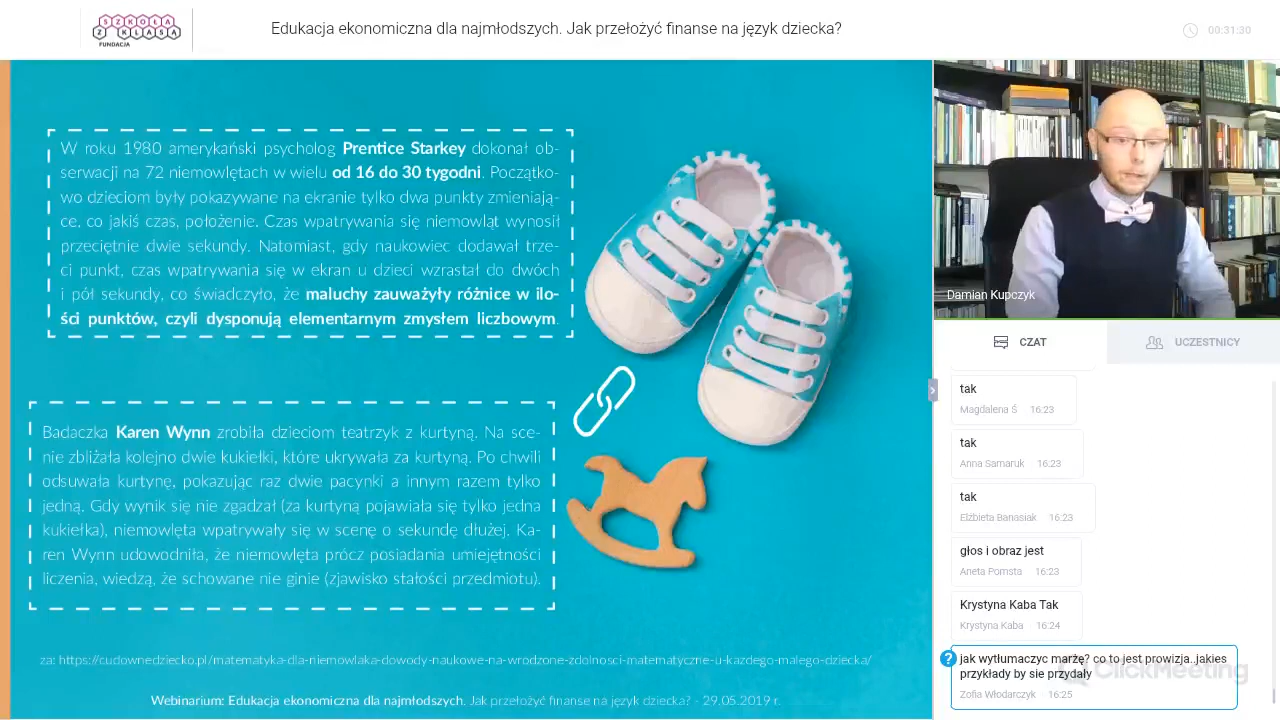 SZKOŁA
Z KLASĄ
FUNDACJA
Edukacja ekonomiczna dla najmłodszych. Jak przełożyć finanse na język dziecka?
00:31:30
W roku 1980 amerykański psycholog Prentice Starkey dokonał ob-
serwacji na 72 niemowlętach w wielu od 16 do 30 tygodni. Początko-
wo dzieciom były pokazywane na ekranie tylko dwa punkty zmieniają-
ce, co jakiś czas, położenie. Czas wpatrywania się niemowląt wynosił
przeciętnie dwie sekundy. Natomiast, gdy naukowiec dodawał trze-
ci punkt, czas wpatrywania się w ekran u dzieci wzrastał do dwóch
i pół sekundy, co świadczyło, że maluchy zauważyły różnice w ilo-
ści punktów, czyli dysponują elementarnym zmysłem liczbowym.
Badaczka Karen Wynn zrobiła dzieciom teatrzyk z kurtyną. Na sce-
nie zbliżała kolejno dwie kukiełki, które ukrywała za kurtyną. Po chwili
odsuwała kurtynę, pokazując raz dwie pacynki a innym razem tylko
jedną. Gdy wynik się nie zgadzał (za kurtyną pojawiała się tylko jedna
kukiełka), niemowlęta wpatrywały się w scenę o sekundę dłużej. Ka-
ren Wynn udowodniła, że niemowlęta prócz posiadania umiejętności
liczenia, wiedzą, że schowane nie ginie (zjawisko stałości przedmiotu).
za: https://cudownedziecko.pl/matematyka-dla-niemowlaka-dowody-naukowe-na-wrodzone-zdolnosci-matematyczne-u-kazdego-malego-dziecka/
Webinarium: Edukacja ekonomiczna dla najmłodszych. Jak przełożyć finanse na język dziecka? - 29.05.2019 r.
Damian Kupczyk
CZAT
UCZESTNICY
tak
Magdalena Ś 16:23
tak
Anna Samaruk 16:23
tak
Elżbieta Banasiak 16:23
głos i obraz jest
Aneta Pomsta 16:23
Krystyna Kaba Tak
Krystyna Kaba 16:24
? jak wytłumaczyc marżę? co to jest prowizja..jakies
przykłady by sie przydały
Zofia Włodarczyk 16:25
ClickMeeting